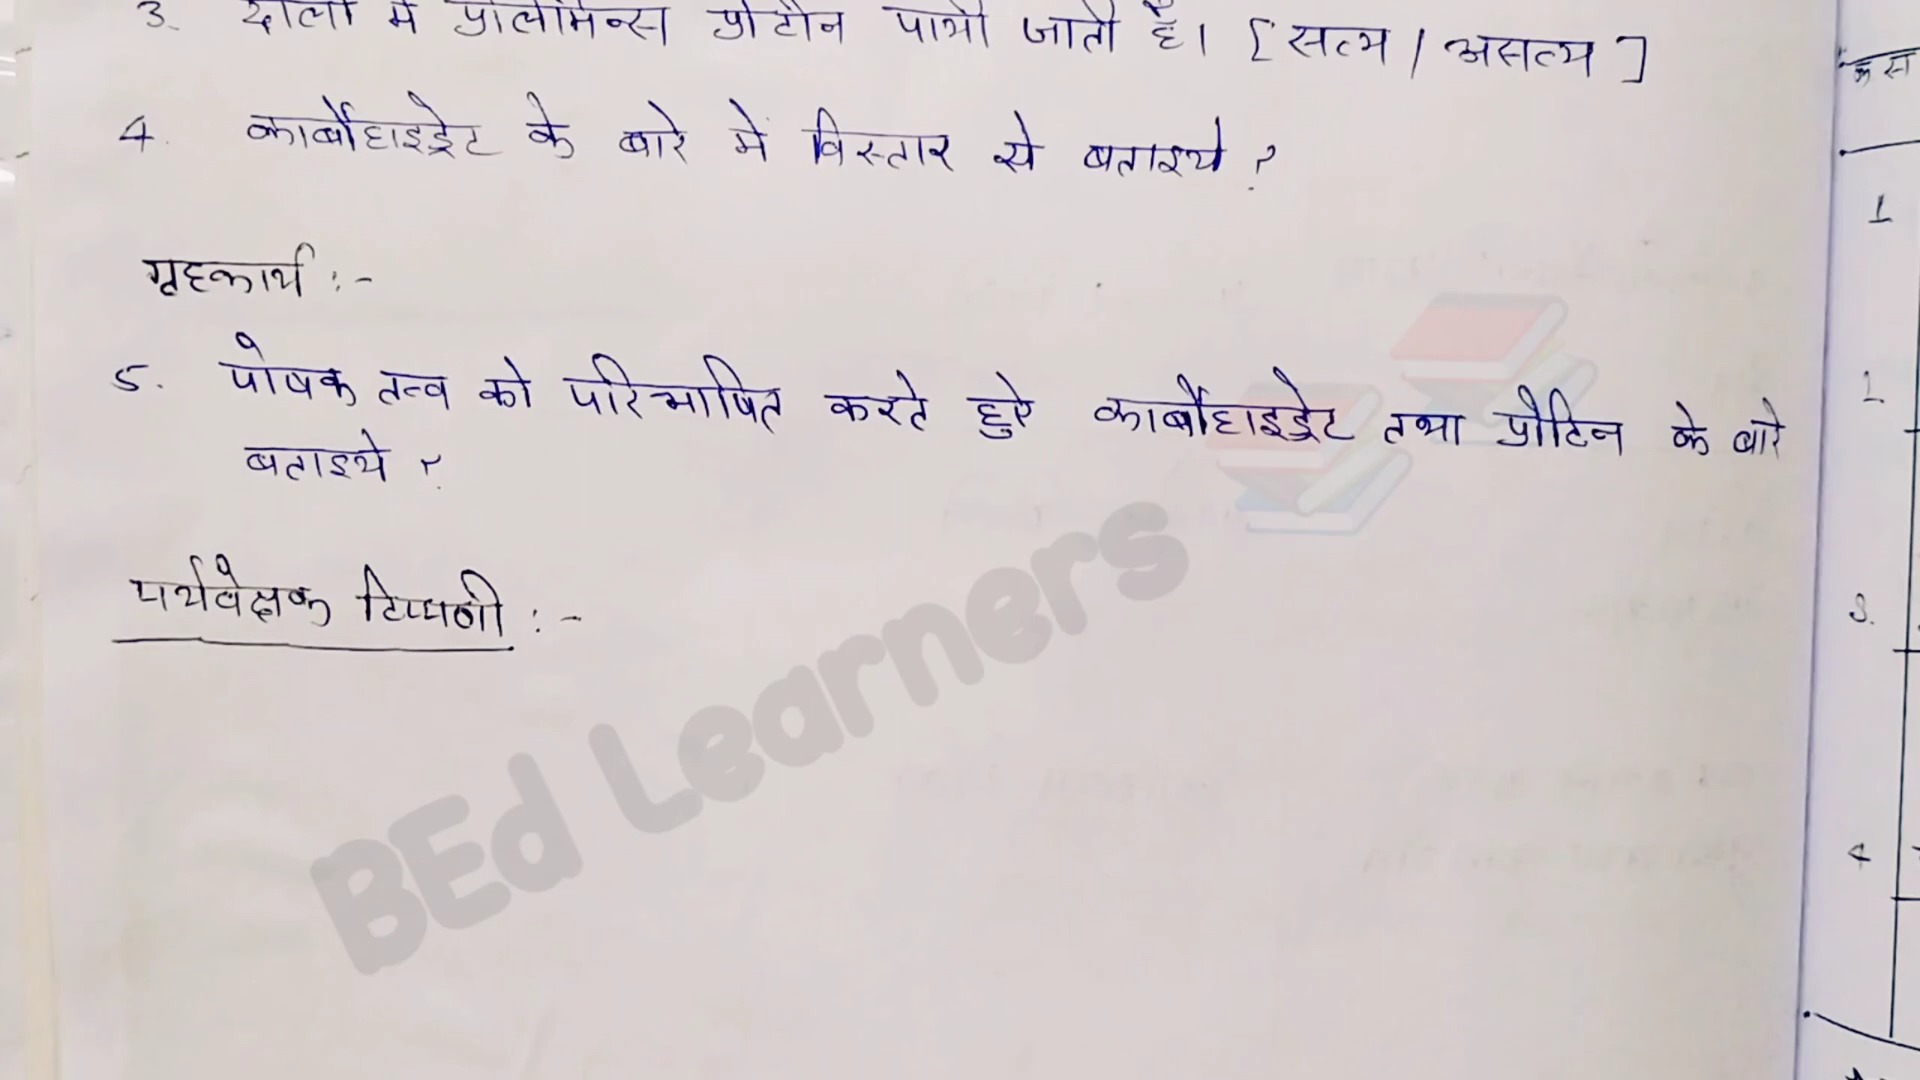 3. दालों में प्रोलेमिन्स प्रोटीन पायी जाती है। [सत्य / असत्य]
4. कार्बोहाइड्रेट के बारे में विस्तार से बताइये ?
गृहकार्य :-
5. पोषक तत्व को परिभाषित करते हुऐ कार्बोहाइड्रेट तथा प्रोटिन के बारे
बताइये ?
पर्यवेक्षक टिप्पणी :-
BEd Learners
1
2
3.
4